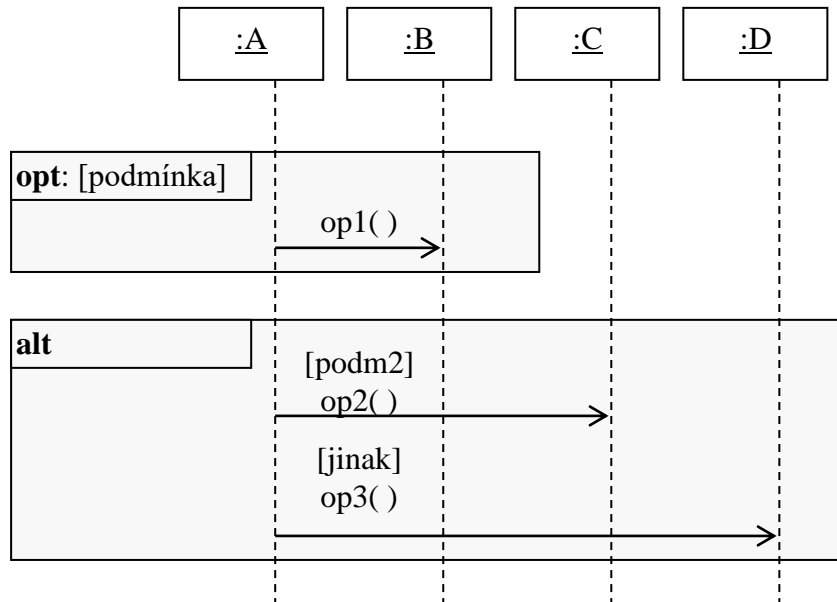 :A :B :C :D
opt: [podmínka]
op1( )
alt
[podm2]
op2( )
[jinak]
op3( )